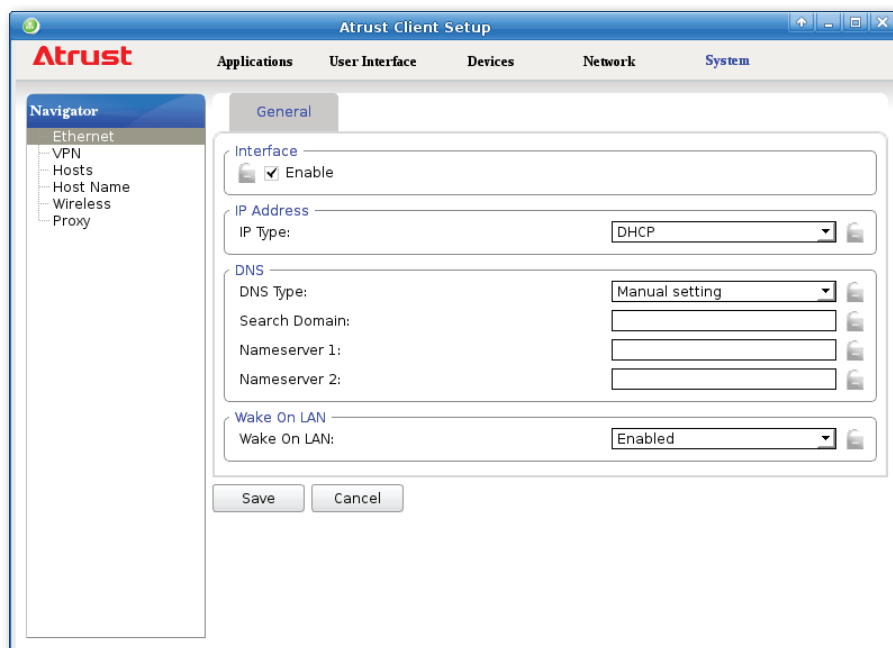 Atrust Client Setup
Atrust
Applications User Interface Devices Network System
Navigator
Ethernet
VPN
Hosts
Host Name
Wireless
Proxy
General
Interface
Enable
IP Address
IP Type: DHCP
DNS
DNS Type: Manual setting
Search Domain:
Nameserver 1:
Nameserver 2:
Wake On LAN
Wake On LAN: Enabled
Save Cancel